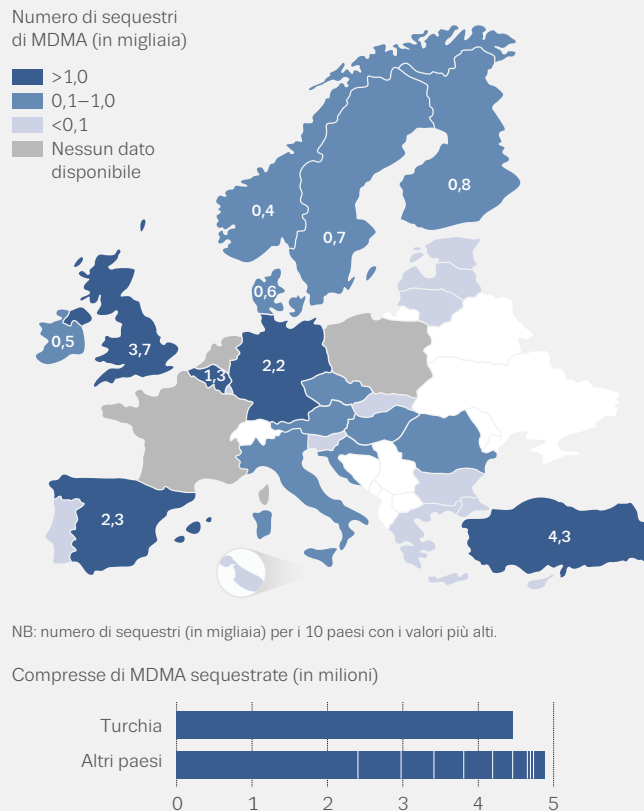 Numero di sequestri
di MDMA (in migliaia)
>1,0
0,1–1,0
<0,1
Nessun dato
disponibile
0,4
0,8
0,7
0,6
0,5
3,7
1,3
2,2
2,3
4,3
NB: numero di sequestri (in migliaia) per i 10 paesi con i valori più alti.
Compresse di MDMA sequestrate (in milioni)
Turchia
Altri paesi
0 1 2 3 4 5